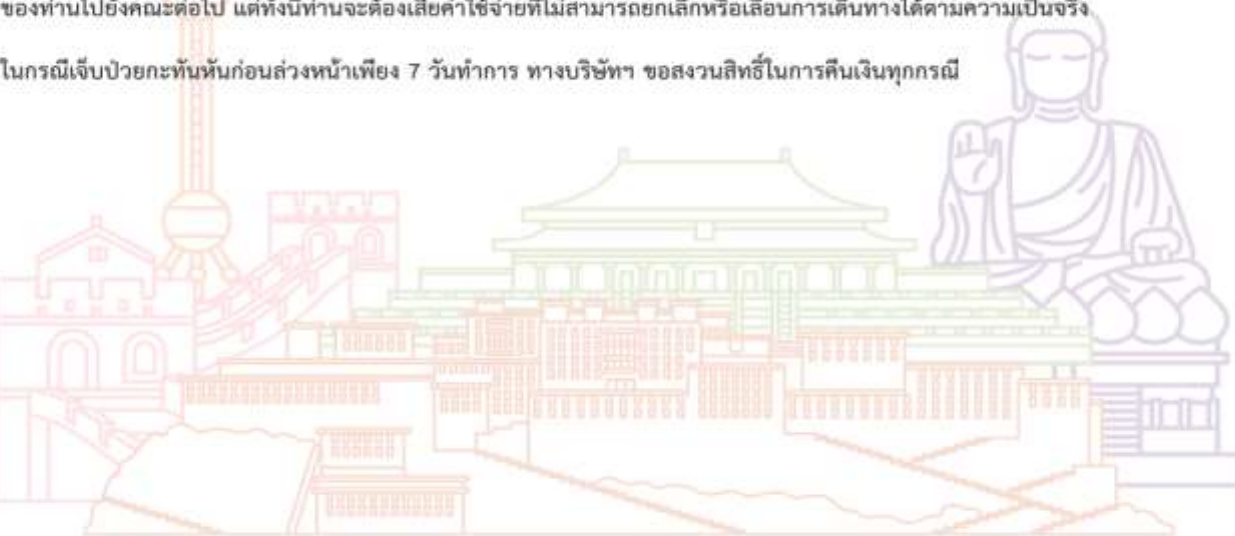 ของท่านไปยังคณะต่อไป แต่ทั้งนี้ท่านจะต้องเสียค่าใช้จ่ายที่ไม่สามารถยกเลิกหรือเลื่อนการเดินทางได้ตามความเป็นจริง
ในกรณีเจ็บป่วยกะทันหันก่อนล่วงหน้าเพียง 7 วันทำการ ทางบริษัทฯ ขอสงวนสิทธิ์ในการคืนเงินทุกกรณี